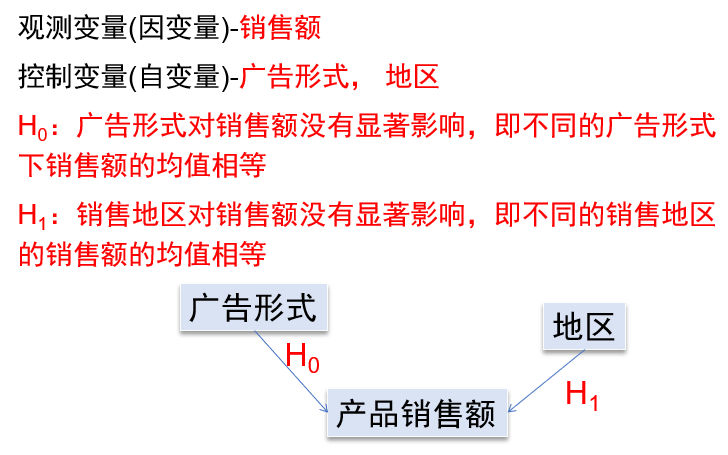 观测变量(因变量)-销售额
控制变量(自变量)-广告形式， 地区
H₀：广告形式对销售额没有显著影响，即不同的广告形式
下销售额的均值相等
H₁：销售地区对销售额没有显著影响，即不同的销售地区
的销售额的均值相等
广告形式
地区
H₀
H₁
产品销售额